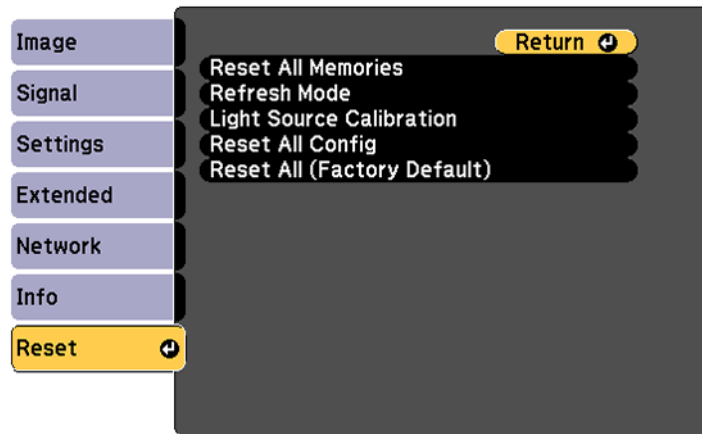 Image
Signal
Settings
Extended
Network
Info
Reset
Return
Reset All Memories
Refresh Mode
Light Source Calibration
Reset All Config
Reset All (Factory Default)